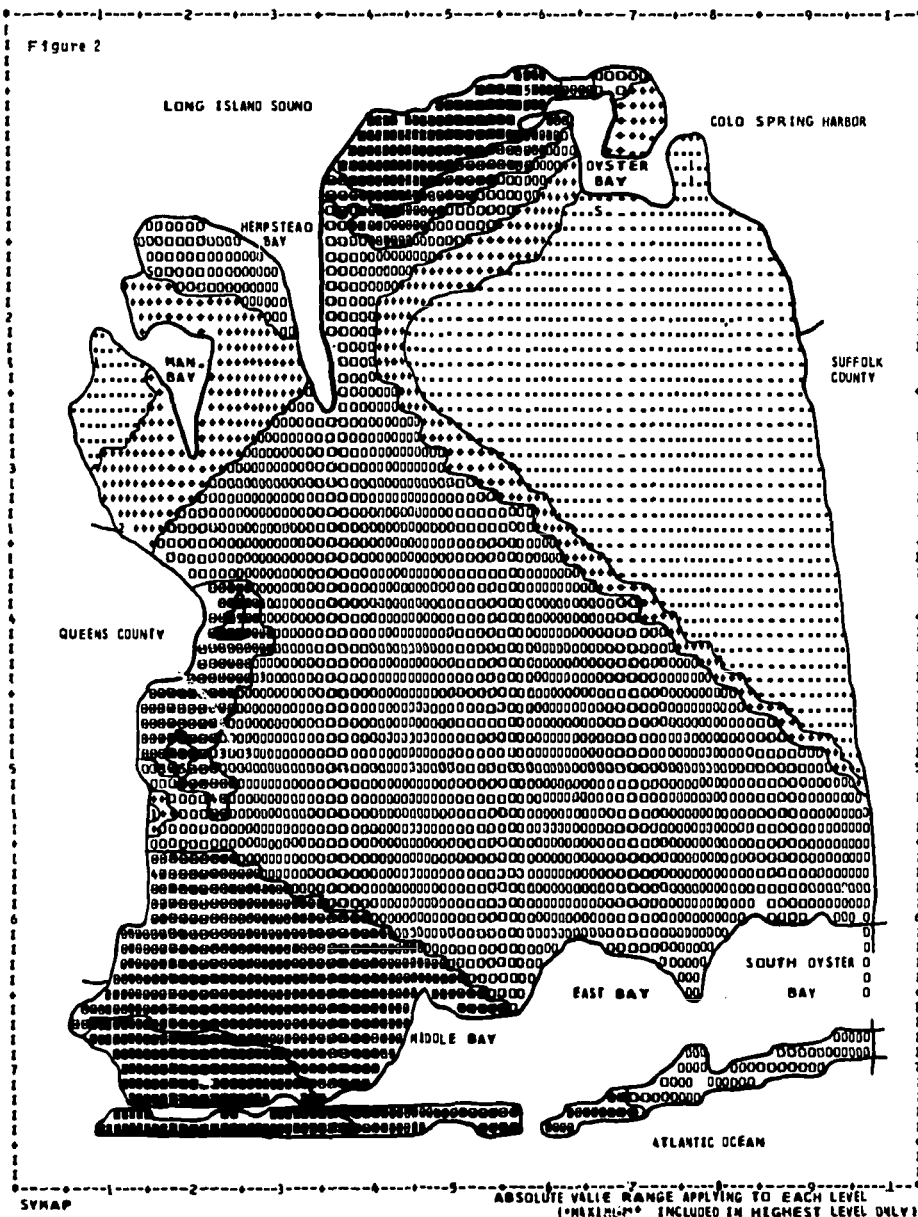 Figure 2
LONG ISLAND SOUND
COLD SPRING HARBOR
OYSTER
BAY
HEMPSTEAD
BAY
MAN.
BAY
SUFFOLK
COUNTY
QUEENS COUNTY
SOUTH OYSTER
BAY
EAST BAY
MIDDLE BAY
ATLANTIC OCEAN
SYMAP
ABSOLUTE VALUE RANGE APPLYING TO EACH LEVEL
('MAXIMUM' INCLUDED IN HIGHEST LEVEL ONLY)